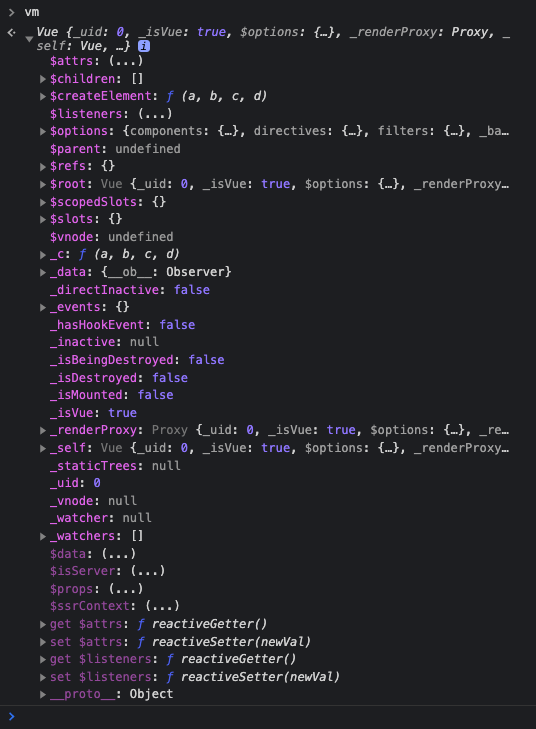 vm
Vue {_uid: 0, _isVue: true, $options: {…}, _renderProxy: Proxy, _
self: Vue, …} i
$attrs: (...)
$children: []
$createElement: ƒ (a, b, c, d)
$listeners: (...)
$options: {components: {…}, directives: {…}, filters: {…}, _ba…
$parent: undefined
$refs: {}
$root: Vue {_uid: 0, _isVue: true, $options: {…}, _renderProxy…
$scopedSlots: {}
$slots: {}
$vnode: undefined
_c: ƒ (a, b, c, d)
_data: {__ob__: Observer}
_directInactive: false
_events: {}
_hasHookEvent: false
_inactive: null
_isBeingDestroyed: false
_isDestroyed: false
_isMounted: false
_isVue: true
_renderProxy: Proxy {_uid: 0, _isVue: true, $options: {…}, _re…
_self: Vue {_uid: 0, _isVue: true, $options: {…}, _renderProxy…
_staticTrees: null
_uid: 0
_vnode: null
_watcher: null
_watchers: []
$data: (...)
$isServer: (...)
$props: (...)
$ssrContext: (...)
get $attrs: ƒ reactiveGetter()
set $attrs: ƒ reactiveSetter(newVal)
get $listeners: ƒ reactiveGetter()
set $listeners: ƒ reactiveSetter(newVal)
__proto__: Object